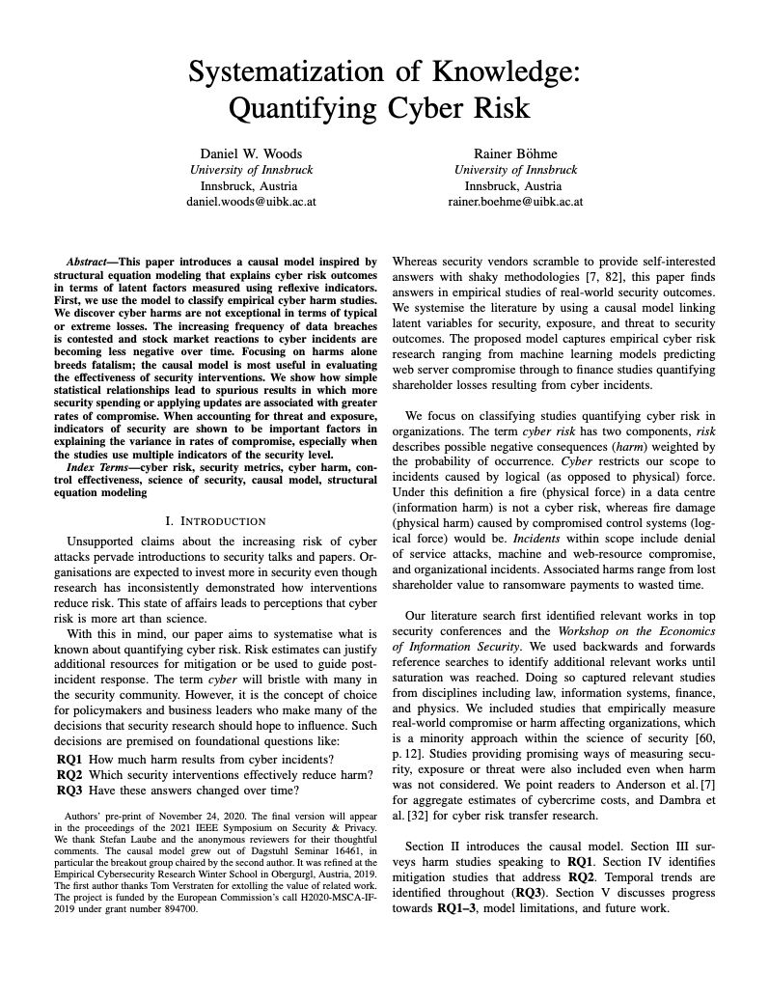 Systematization of Knowledge:
Quantifying Cyber Risk
Daniel W. Woods
University of Innsbruck
Innsbruck, Austria
daniel.woods@uibk.ac.at
Rainer Böhme
University of Innsbruck
Innsbruck, Austria
rainer.boehme@uibk.ac.at
Abstract—This paper introduces a causal model inspired by
structural equation modeling that explains cyber risk outcomes
in terms of latent factors measured using reflexive indicators.
First, we use the model to classify empirical cyber harm studies.
We discover cyber harms are not exceptional in terms of typical
or extreme losses. The increasing frequency of data breaches
is contested and stock market reactions to cyber incidents are
becoming less negative over time. Focusing on harms alone
breeds fatalism; the causal model is most useful in evaluating
the effectiveness of security interventions. We show how simple
statistical relationships lead to spurious results in which more
security spending or applying updates are associated with greater
rates of compromise. When accounting for threat and exposure,
indicators of security are shown to be important factors in
explaining the variance in rates of compromise, especially when
the studies use multiple indicators of the security level.
Index Terms—cyber risk, security metrics, cyber harm, con-
trol effectiveness, science of security, causal model, structural
equation modeling
I. INTRODUCTION
Unsupported claims about the increasing risk of cyber
attacks pervade introductions to security talks and papers. Or-
ganisations are expected to invest more in security even though
research has inconsistently demonstrated how interventions
reduce risk. This state of affairs leads to perceptions that cyber
risk is more art than science.
With this in mind, our paper aims to systematise what is
known about quantifying cyber risk. Risk estimates can justify
additional resources for mitigation or be used to guide post-
incident response. The term cyber will bristle with many in
the security community. However, it is the concept of choice
for policymakers and business leaders who make many of the
decisions that security research should hope to influence. Such
decisions are premised on foundational questions like:
RQ1 How much harm results from cyber incidents?
RQ2 Which security interventions effectively reduce harm?
RQ3 Have these answers changed over time?
Authors' pre-print of November 24, 2020. The final version will appear
in the proceedings of the 2021 IEEE Symposium on Security & Privacy.
We thank Stefan Laube and the anonymous reviewers for their thoughtful
comments. The causal model grew out of Dagstuhl Seminar 16461, in
particular the breakout group chaired by the second author. It was refined at the
Empirical Cybersecurity Research Winter School in Obergurgl, Austria, 2019.
The first author thanks Tom Verstraten for extolling the value of related work.
The project is funded by the European Commission's call H2020-MSCA-IF-
2019 under grant number 894700.
Whereas security vendors scramble to provide self-interested
answers with shaky methodologies [7, 82], this paper finds
answers in empirical studies of real-world security outcomes.
We systemise the literature by using a causal model linking
latent variables for security, exposure, and threat to security
outcomes. The proposed model captures empirical cyber risk
research ranging from machine learning models predicting
web server compromise through to finance studies quantifying
shareholder losses resulting from cyber incidents.
We focus on classifying studies quantifying cyber risk in
organizations. The term cyber risk has two components, risk
describes possible negative consequences (harm) weighted by
the probability of occurrence. Cyber restricts our scope to
incidents caused by logical (as opposed to physical) force.
Under this definition a fire (physical force) in a data centre
(information harm) is not a cyber risk, whereas fire damage
(physical harm) caused by compromised control systems (log-
ical force) would be. Incidents within scope include denial
of service attacks, machine and web-resource compromise,
and organizational incidents. Associated harms range from lost
shareholder value to ransomware payments to wasted time.
Our literature search first identified relevant works in top
security conferences and the Workshop on the Economics
of Information Security. We used backwards and forwards
reference searches to identify additional relevant works until
saturation was reached. Doing so captured relevant studies
from disciplines including law, information systems, finance,
and physics. We included studies that empirically measure
real-world compromise or harm affecting organizations, which
is a minority approach within the science of security [60,
p. 12]. Studies providing promising ways of measuring secu-
rity, exposure or threat were also included even when harm
was not considered. We point readers to Anderson et al. [7]
for aggregate estimates of cybercrime costs, and Dambra et
al. [32] for cyber risk transfer research.
Section II introduces the causal model. Section III sur-
veys harm studies speaking to RQ1. Section IV identifies
mitigation studies that address RQ2. Temporal trends are
identified throughout (RQ3). Section V discusses progress
towards RQ1–3, model limitations, and future work.